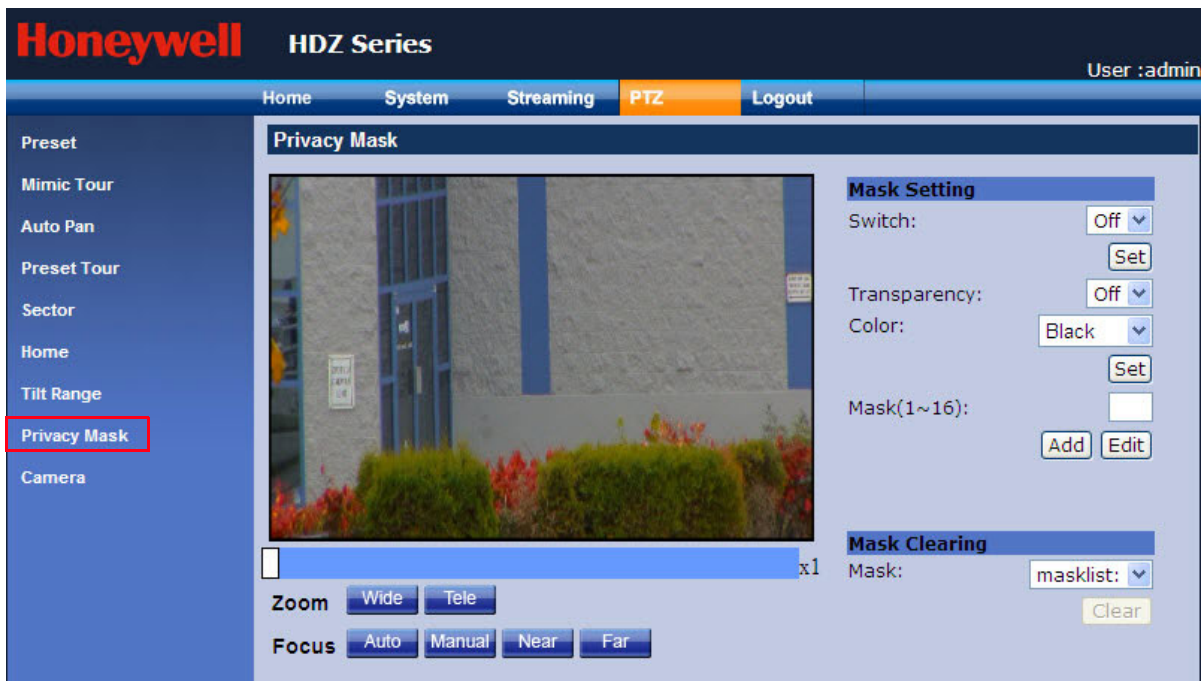 Honeywell HDZ Series
User :admin
Home System Streaming PTZ Logout
Preset
Mimic Tour
Auto Pan
Preset Tour
Sector
Home
Tilt Range
Privacy Mask
Camera
Privacy Mask
Mask Setting
Switch: Off
Set
Transparency: Off
Color: Black
Set
Mask(1~16):
Add Edit
Mask Clearing
Mask: masklist:
Clear
x1
Zoom Wide Tele
Focus Auto Manual Near Far